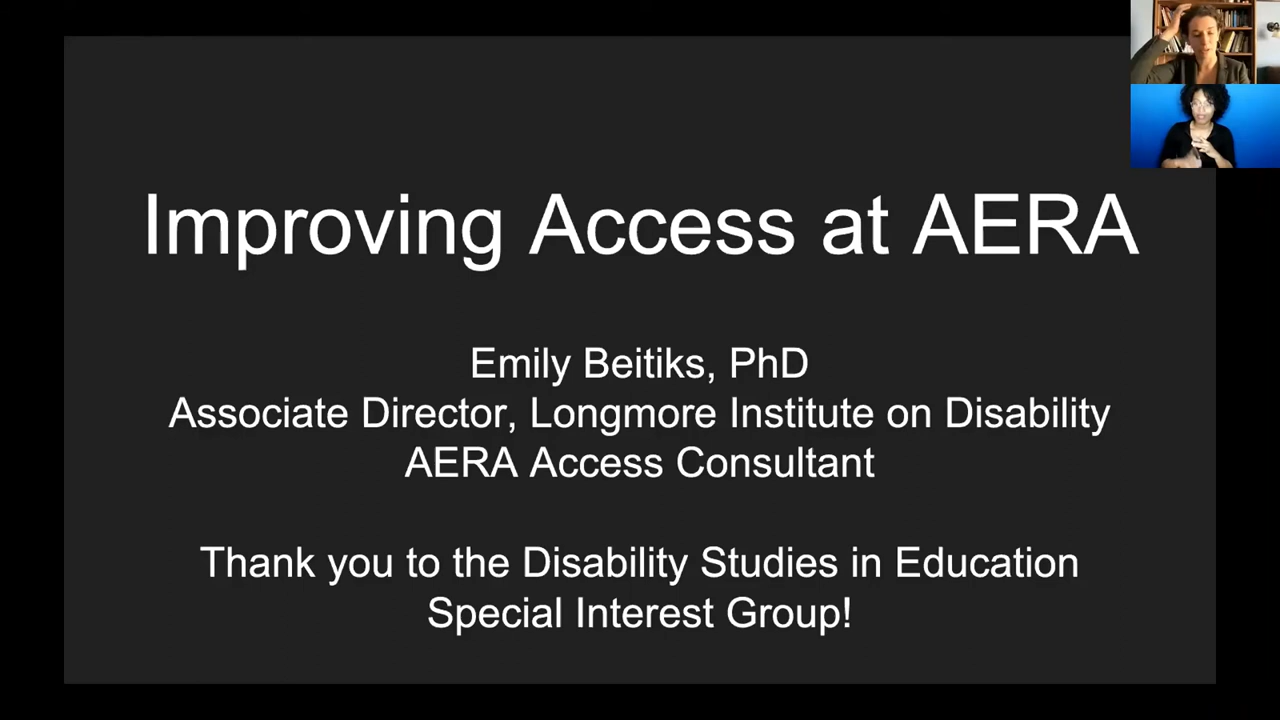 Improving Access at AERA
Emily Beitiks, PhD
Associate Director, Longmore Institute on Disability
AERA Access Consultant
Thank you to the Disability Studies in Education
Special Interest Group!